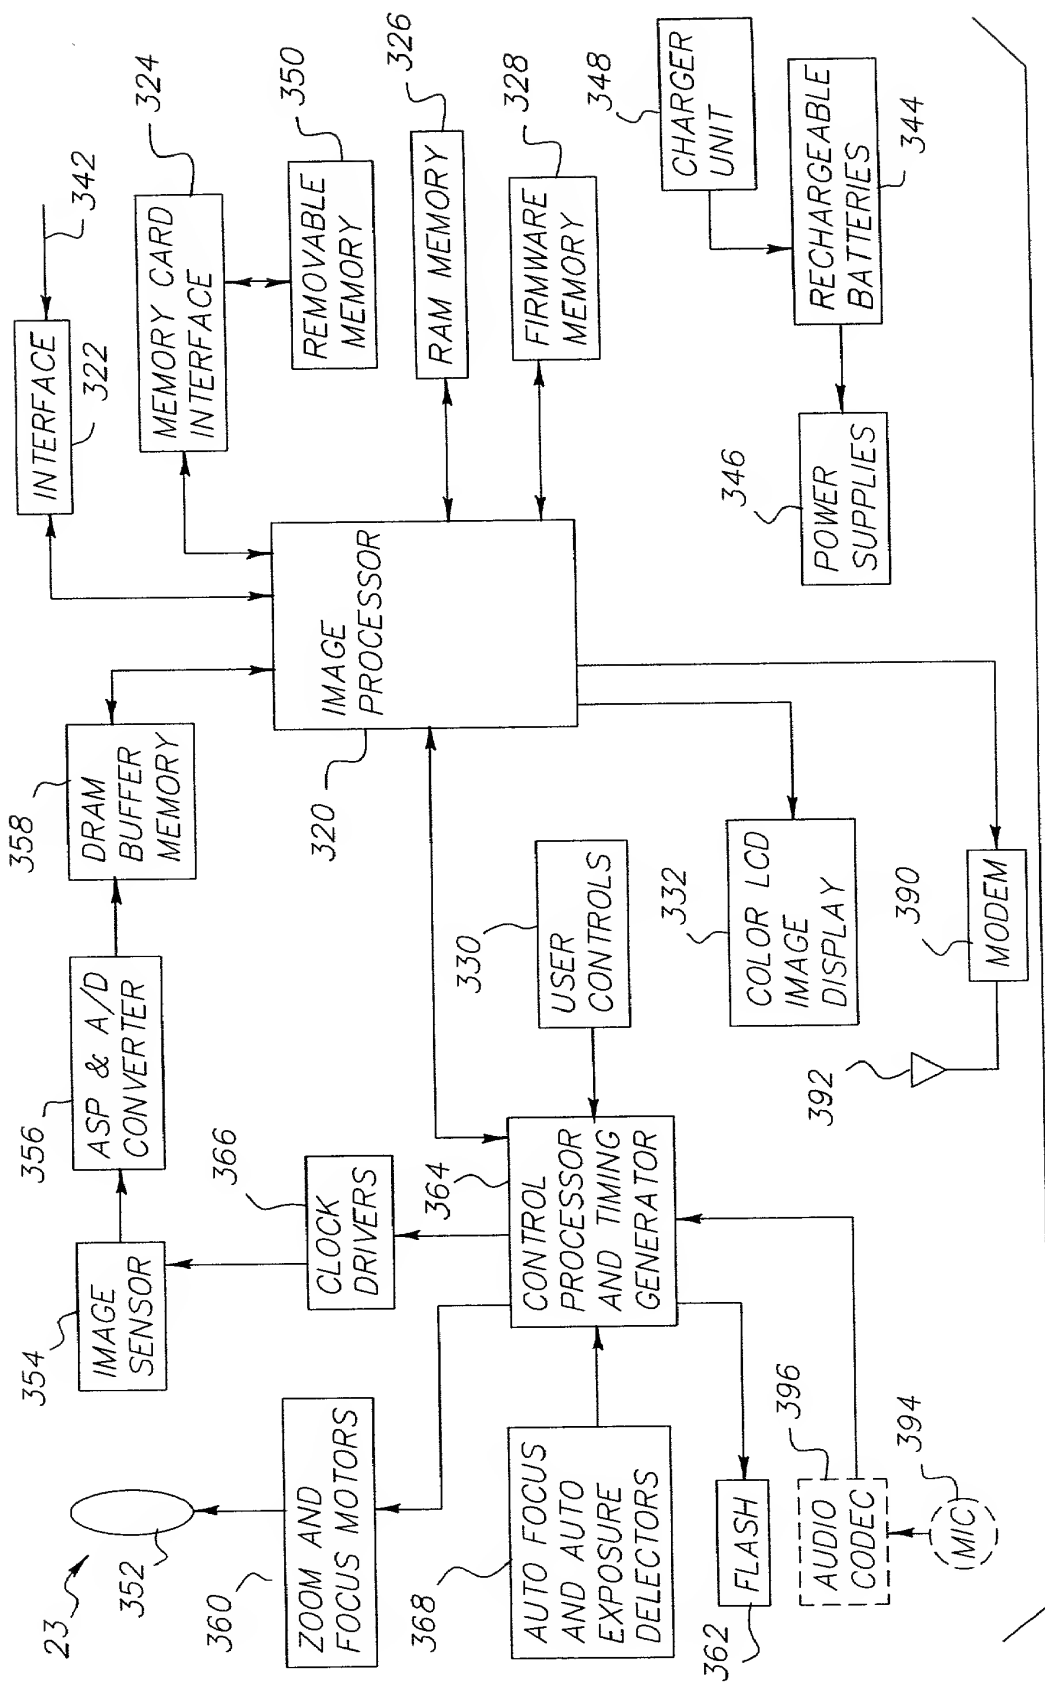 23
352
354
IMAGE
SENSOR
356
ASP & A/D
CONVERTER
358
DRAM
BUFFER
MEMORY
INTERFACE
322
342
324
MEMORY CARD
INTERFACE
350
REMOVABLE
MEMORY
360
ZOOM AND
FOCUS MOTORS
366
CLOCK
DRIVERS
320
IMAGE
PROCESSOR
326
RAM MEMORY
328
FIRMWARE
MEMORY
368
AUTO FOCUS
AND AUTO
EXPOSURE
DELECTORS
364
CONTROL
PROCESSOR
AND TIMING
GENERATOR
330
USER
CONTROLS
348
CHARGER
UNIT
362
FLASH
332
COLOR LCD
IMAGE
DISPLAY
346
POWER
SUPPLIES
RECHARGEABLE
BATTERIES
344
396
AUDIO
CODEC
394
MIC
392
390
MODEM